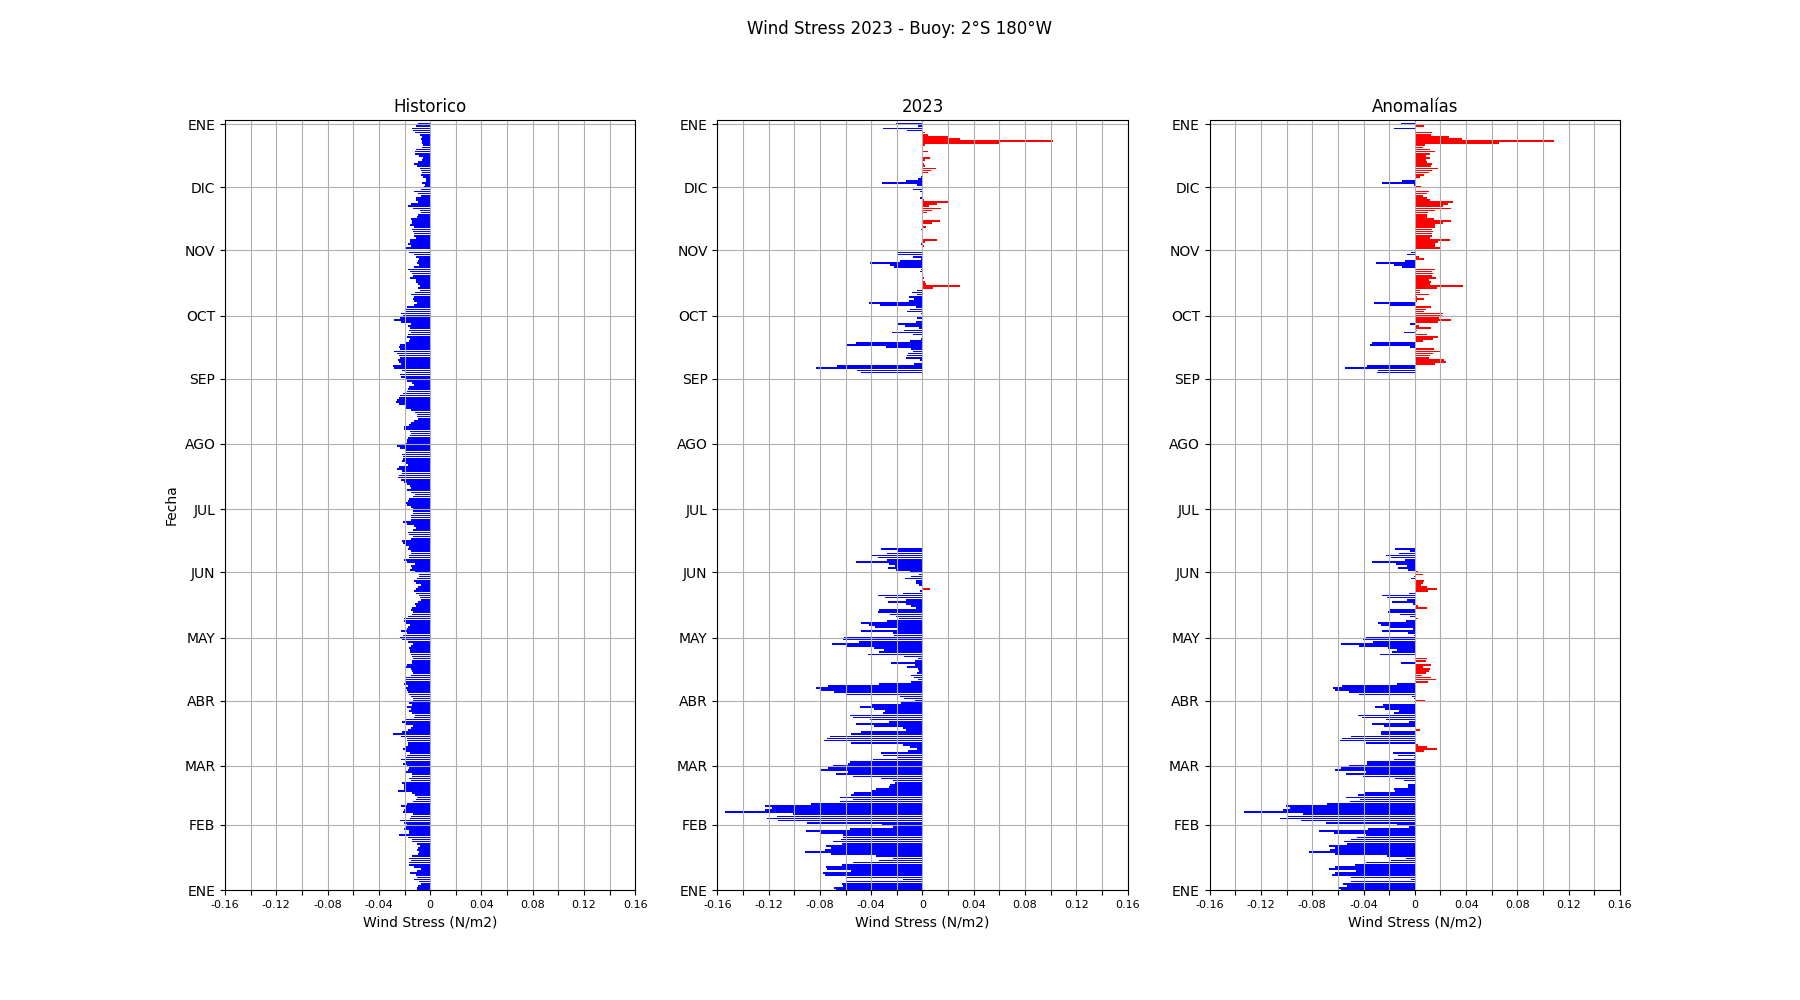 Wind Stress 2023 - Buoy: 2°S 180°W
Historico
2023
Anomalías
ENE
DIC
NOV
OCT
SEP
AGO
JUL
JUN
MAY
ABR
MAR
FEB
ENE
Fecha
-0.16 -0.12 -0.08 -0.04 0 0.04 0.08 0.12 0.16
Wind Stress (N/m2)
ENE
DIC
NOV
OCT
SEP
AGO
JUL
JUN
MAY
ABR
MAR
FEB
ENE
-0.16 -0.12 -0.08 -0.04 0 0.04 0.08 0.12 0.16
Wind Stress (N/m2)
ENE
DIC
NOV
OCT
SEP
AGO
JUL
JUN
MAY
ABR
MAR
FEB
ENE
-0.16 -0.12 -0.08 -0.04 0 0.04 0.08 0.12 0.16
Wind Stress (N/m2)